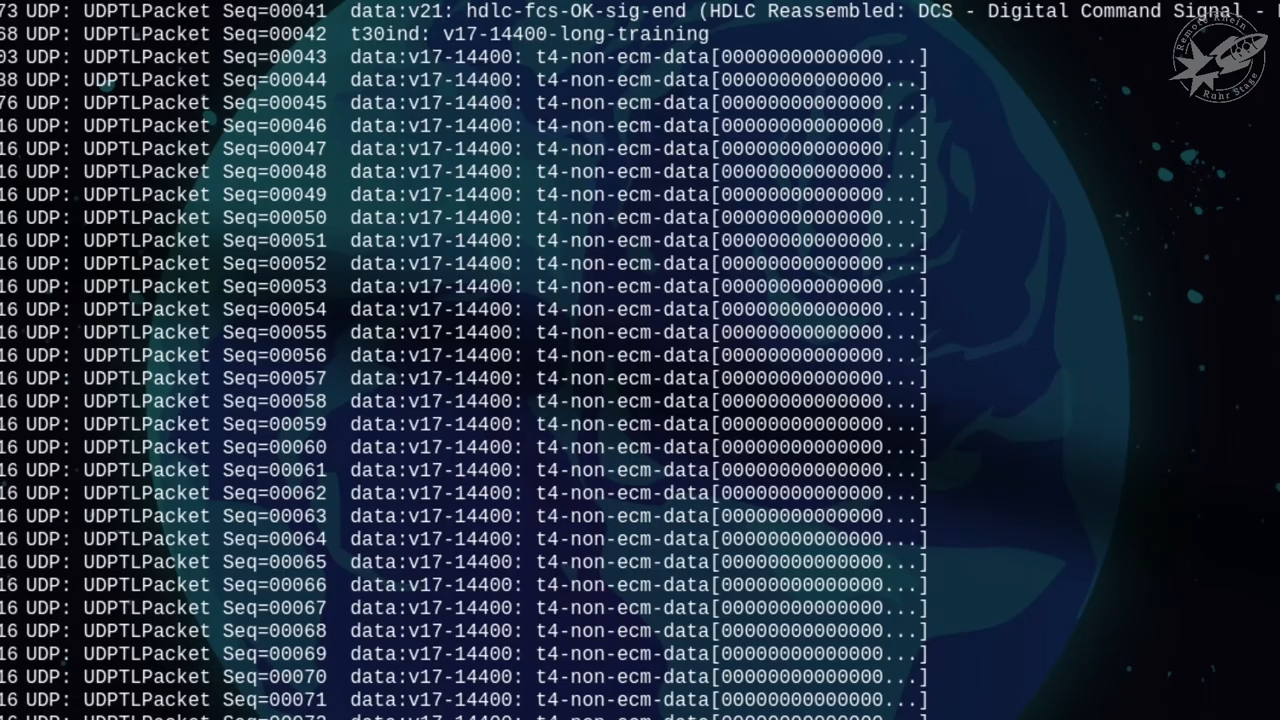 73 UDP: UDPTLPacket Seq=00041 data:v21: hdlc-fcs-OK-sig-end (HDLC Reassembled: DCS - Digital Command Signal -
68 UDP: UDPTLPacket Seq=00042 t30ind: v17-14400-long-training
03 UDP: UDPTLPacket Seq=00043 data:v17-14400: t4-non-ecm-data[00000000000000...]
38 UDP: UDPTLPacket Seq=00044 data:v17-14400: t4-non-ecm-data[00000000000000...]
76 UDP: UDPTLPacket Seq=00045 data:v17-14400: t4-non-ecm-data[00000000000000...]
16 UDP: UDPTLPacket Seq=00046 data:v17-14400: t4-non-ecm-data[00000000000000...]
16 UDP: UDPTLPacket Seq=00047 data:v17-14400: t4-non-ecm-data[00000000000000...]
16 UDP: UDPTLPacket Seq=00048 data:v17-14400: t4-non-ecm-data[00000000000000...]
16 UDP: UDPTLPacket Seq=00049 data:v17-14400: t4-non-ecm-data[00000000000000...]
16 UDP: UDPTLPacket Seq=00050 data:v17-14400: t4-non-ecm-data[00000000000000...]
16 UDP: UDPTLPacket Seq=00051 data:v17-14400: t4-non-ecm-data[00000000000000...]
16 UDP: UDPTLPacket Seq=00052 data:v17-14400: t4-non-ecm-data[00000000000000...]
16 UDP: UDPTLPacket Seq=00053 data:v17-14400: t4-non-ecm-data[00000000000000...]
16 UDP: UDPTLPacket Seq=00054 data:v17-14400: t4-non-ecm-data[00000000000000...]
16 UDP: UDPTLPacket Seq=00055 data:v17-14400: t4-non-ecm-data[00000000000000...]
16 UDP: UDPTLPacket Seq=00056 data:v17-14400: t4-non-ecm-data[00000000000000...]
16 UDP: UDPTLPacket Seq=00057 data:v17-14400: t4-non-ecm-data[00000000000000...]
16 UDP: UDPTLPacket Seq=00058 data:v17-14400: t4-non-ecm-data[00000000000000...]
16 UDP: UDPTLPacket Seq=00059 data:v17-14400: t4-non-ecm-data[00000000000000...]
16 UDP: UDPTLPacket Seq=00060 data:v17-14400: t4-non-ecm-data[00000000000000...]
16 UDP: UDPTLPacket Seq=00061 data:v17-14400: t4-non-ecm-data[00000000000000...]
16 UDP: UDPTLPacket Seq=00062 data:v17-14400: t4-non-ecm-data[00000000000000...]
16 UDP: UDPTLPacket Seq=00063 data:v17-14400: t4-non-ecm-data[00000000000000...]
16 UDP: UDPTLPacket Seq=00064 data:v17-14400: t4-non-ecm-data[00000000000000...]
16 UDP: UDPTLPacket Seq=00065 data:v17-14400: t4-non-ecm-data[00000000000000...]
16 UDP: UDPTLPacket Seq=00066 data:v17-14400: t4-non-ecm-data[00000000000000...]
16 UDP: UDPTLPacket Seq=00067 data:v17-14400: t4-non-ecm-data[00000000000000...]
16 UDP: UDPTLPacket Seq=00068 data:v17-14400: t4-non-ecm-data[00000000000000...]
16 UDP: UDPTLPacket Seq=00069 data:v17-14400: t4-non-ecm-data[00000000000000...]
16 UDP: UDPTLPacket Seq=00070 data:v17-14400: t4-non-ecm-data[00000000000000...]
16 UDP: UDPTLPacket Seq=00071 data:v17-14400: t4-non-ecm-data[00000000000000...]
Remote Rhein
Ruhr Stage